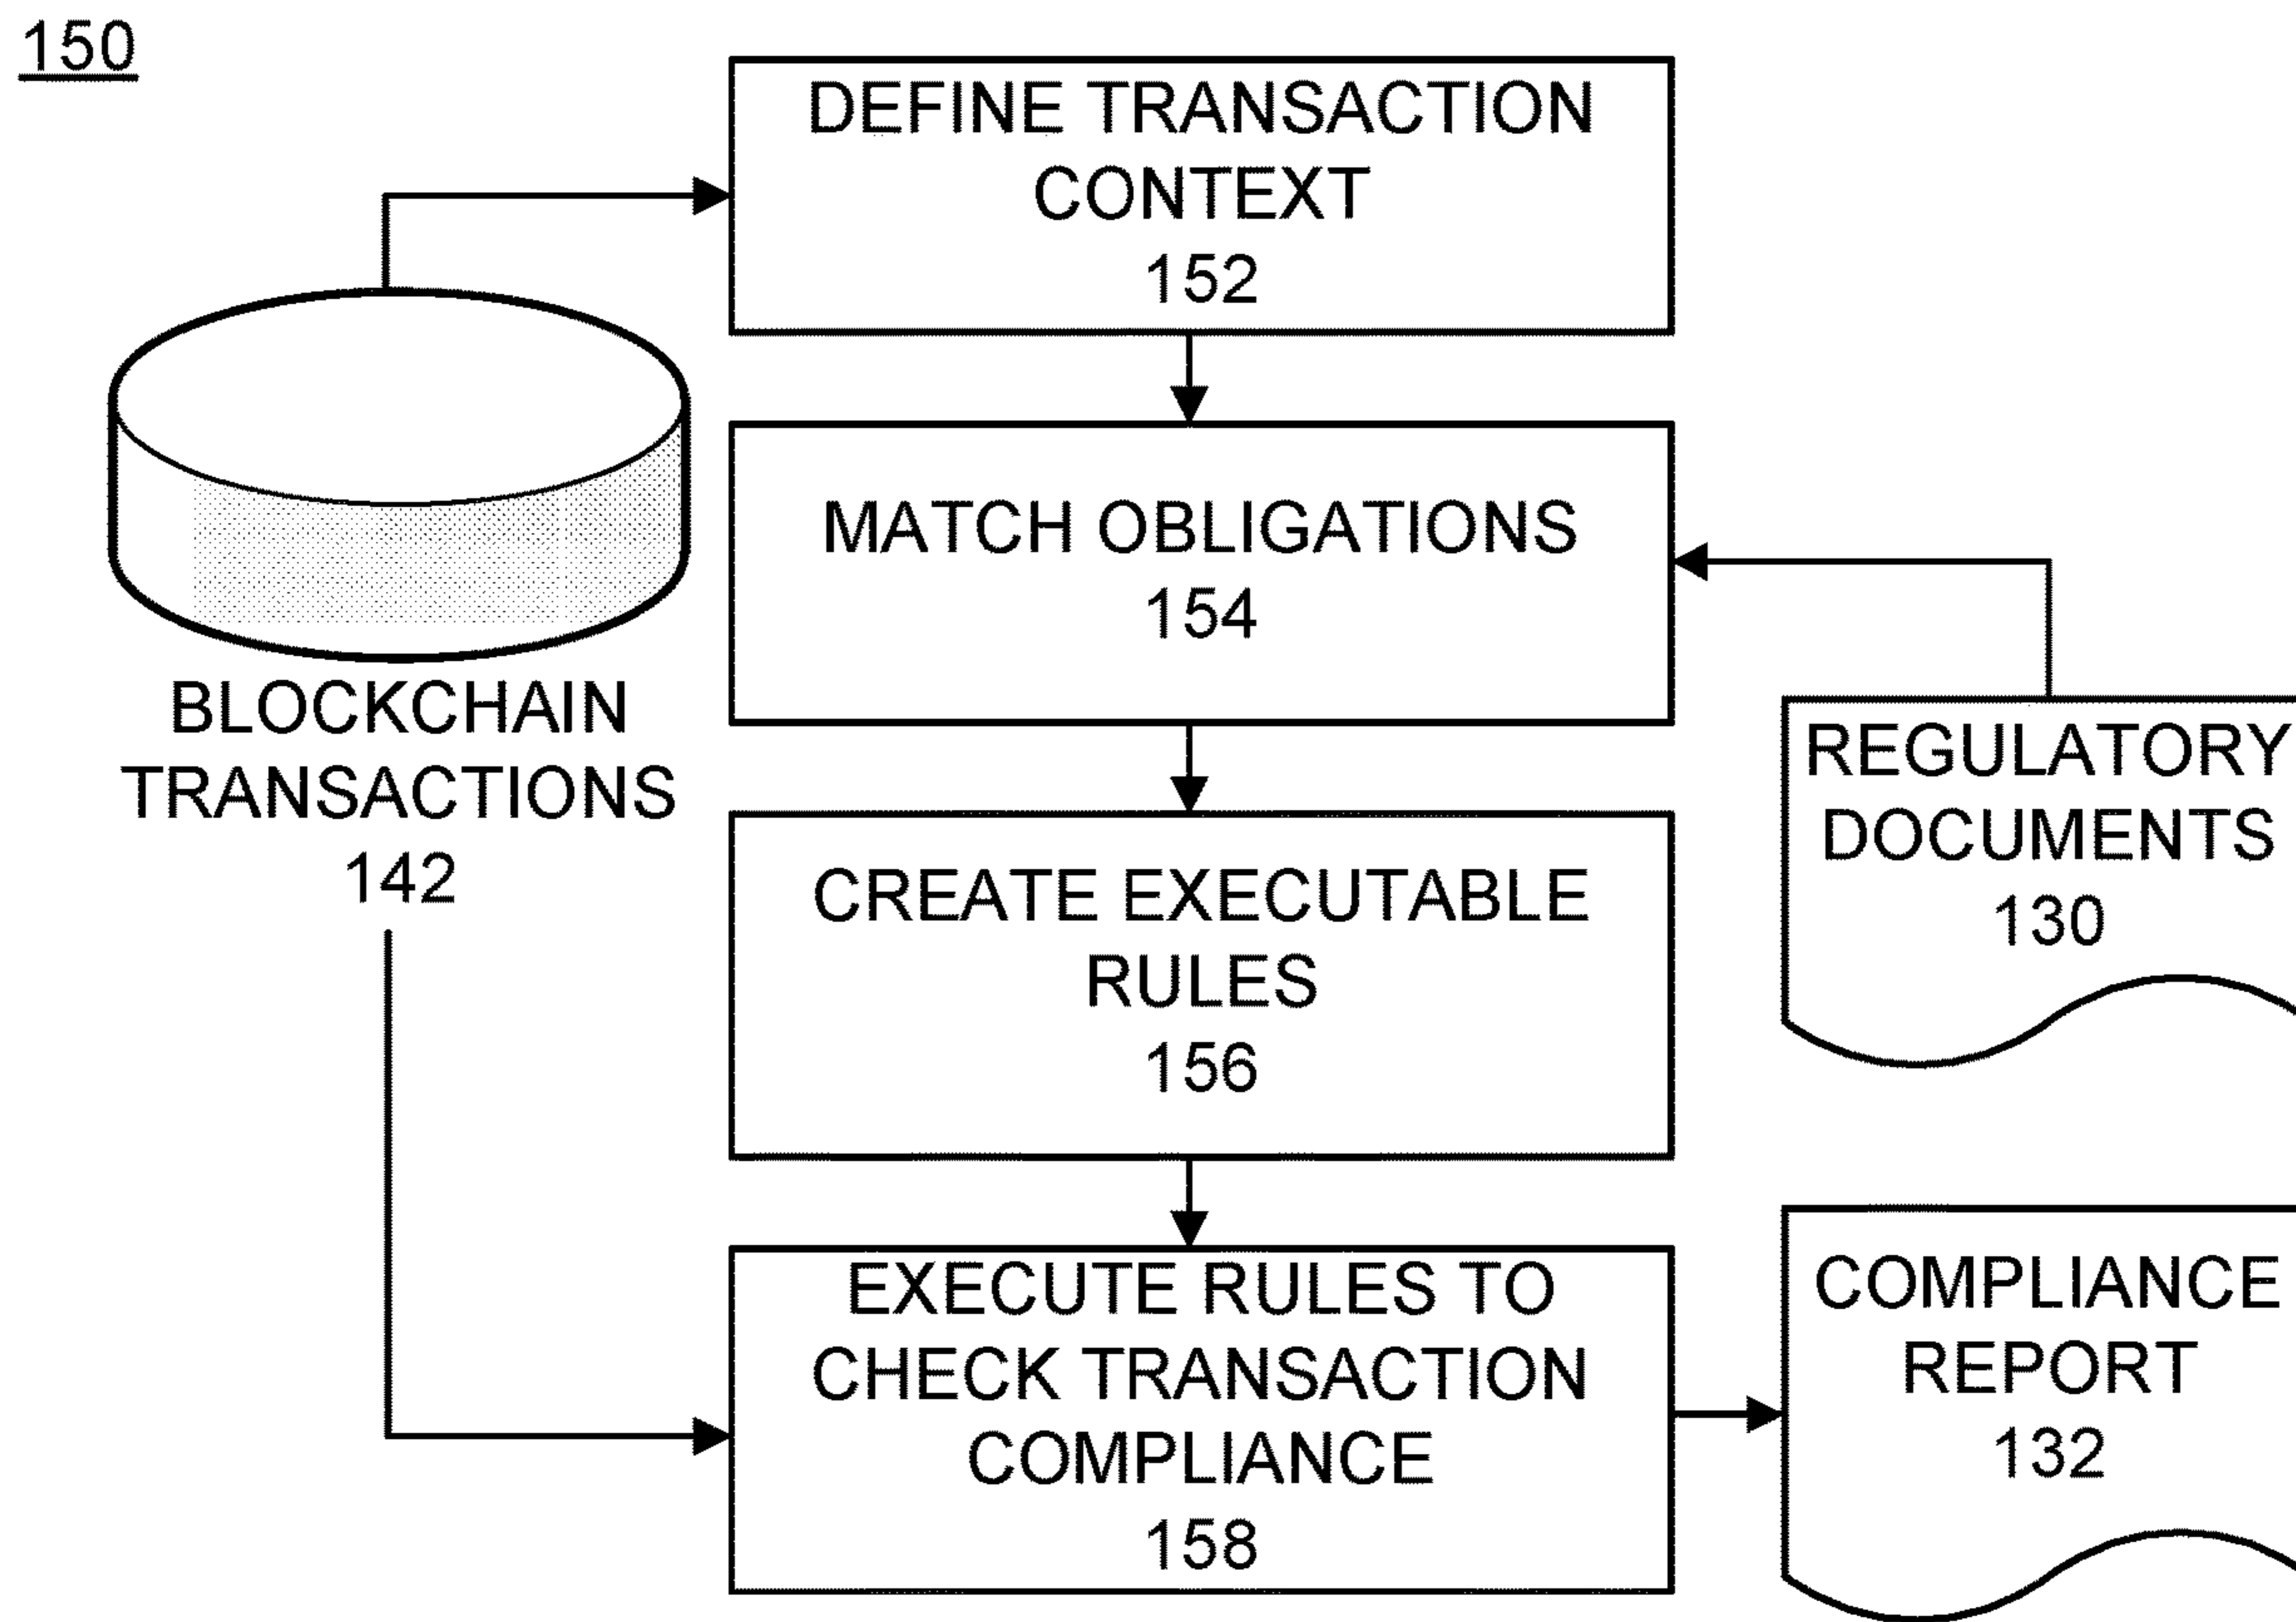 150
DEFINE TRANSACTION
CONTEXT
152
MATCH OBLIGATIONS
154
BLOCKCHAIN
TRANSACTIONS
142
REGULATORY
DOCUMENTS
130
CREATE EXECUTABLE
RULES
156
EXECUTE RULES TO
CHECK TRANSACTION
COMPLIANCE
158
COMPLIANCE
REPORT
132